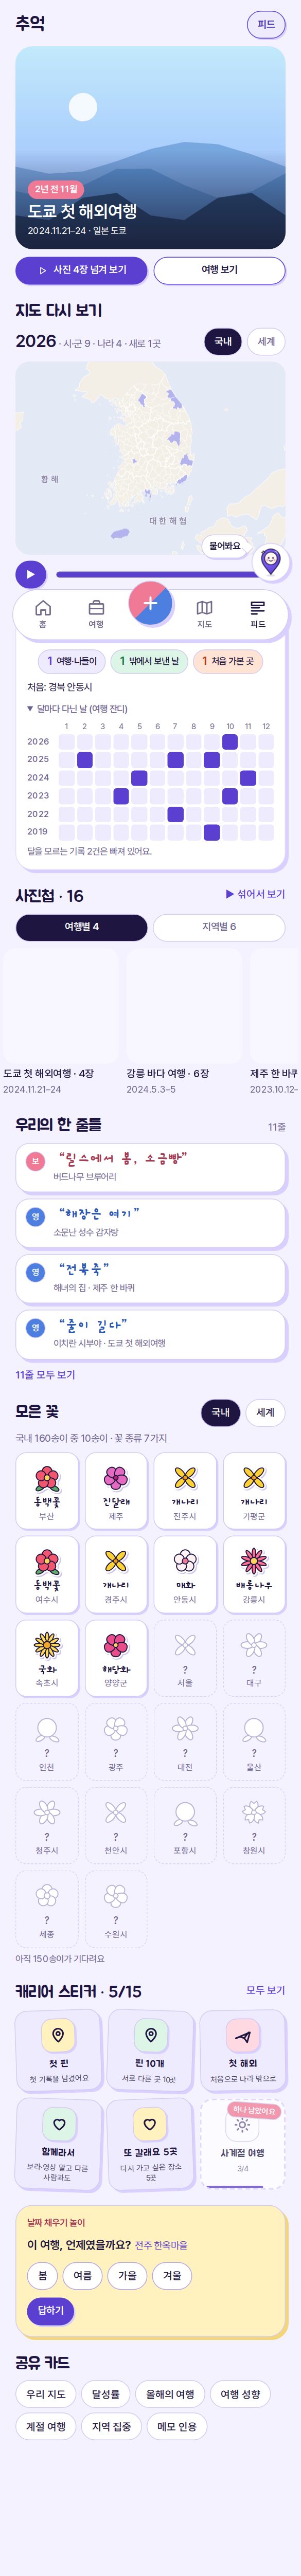 추억
피드
2년 전 11월
도쿄 첫 해외여행
2024.11.21–24 · 일본 도쿄
▷ 사진 4장 넘겨 보기
여행 보기
지도 다시 보기
2026 · 시·군 9 · 나라 4 · 새로 1곳
국내
세계
황 해
대 한 해 협
물어봐요
홈
여행
지도
피드
1 여행·나들이
1 밖에서 보낸 날
1 처음 가본 곳
처음: 경북 안동시
▼ 달마다 다닌 날 (여행 잔디)
1 2 3 4 5 6 7 8 9 10 11 12
2026
2025
2024
2023
2022
2019
달을 모르는 기록 2건은 빠져 있어요.
사진첩 · 16
▶ 섞어서 보기
여행별 4
지역별 6
도쿄 첫 해외여행 · 4장
2024.11.21–24
강릉 바다 여행 · 6장
2024.5.3–5
제주 한 바퀴
2023.10.12–
우리의 한 줄들
11줄
보
“릴스에서 봄, 소금빵”
버드나무 브루어리
영
“해장은 여기”
소문난 성수 감자탕
영
“전복죽”
해녀의 집 · 제주 한 바퀴
영
“줄이 길다”
이치란 시부야 · 도쿄 첫 해외여행
11줄 모두 보기
모은 꽃
국내
세계
국내 160송이 중 10송이 · 꽃 종류 7가지
동백꽃
부산
진달래
제주
개나리
전주시
개나리
가평군
동백꽃
여수시
개나리
경주시
매화
안동시
배롱나무
강릉시
국화
속초시
해당화
양양군
?
서울
?
대구
?
인천
?
광주
?
대전
?
울산
?
청주시
?
천안시
?
포항시
?
창원시
?
세종
?
수원시
아직 150송이가 기다려요
캐리어 스티커 · 5/15
모두 보기
첫 핀
첫 기록을 남겼어요
핀 10개
서로 다른 곳 10곳
첫 해외
처음으로 나라 밖으로
함께라서
보라·영상 말고 다른
사람과도
또 갈래요 5곳
다시 가고 싶은 장소
5곳
하나 남았어요
사계절 여행
3/4
날짜 채우기 놀이
이 여행, 언제였을까요? 전주 한옥마을
봄
여름
가을
겨울
답하기
공유 카드
우리 지도
달성률
올해의 여행
여행 성향
계절 여행
지역 집중
메모 인용